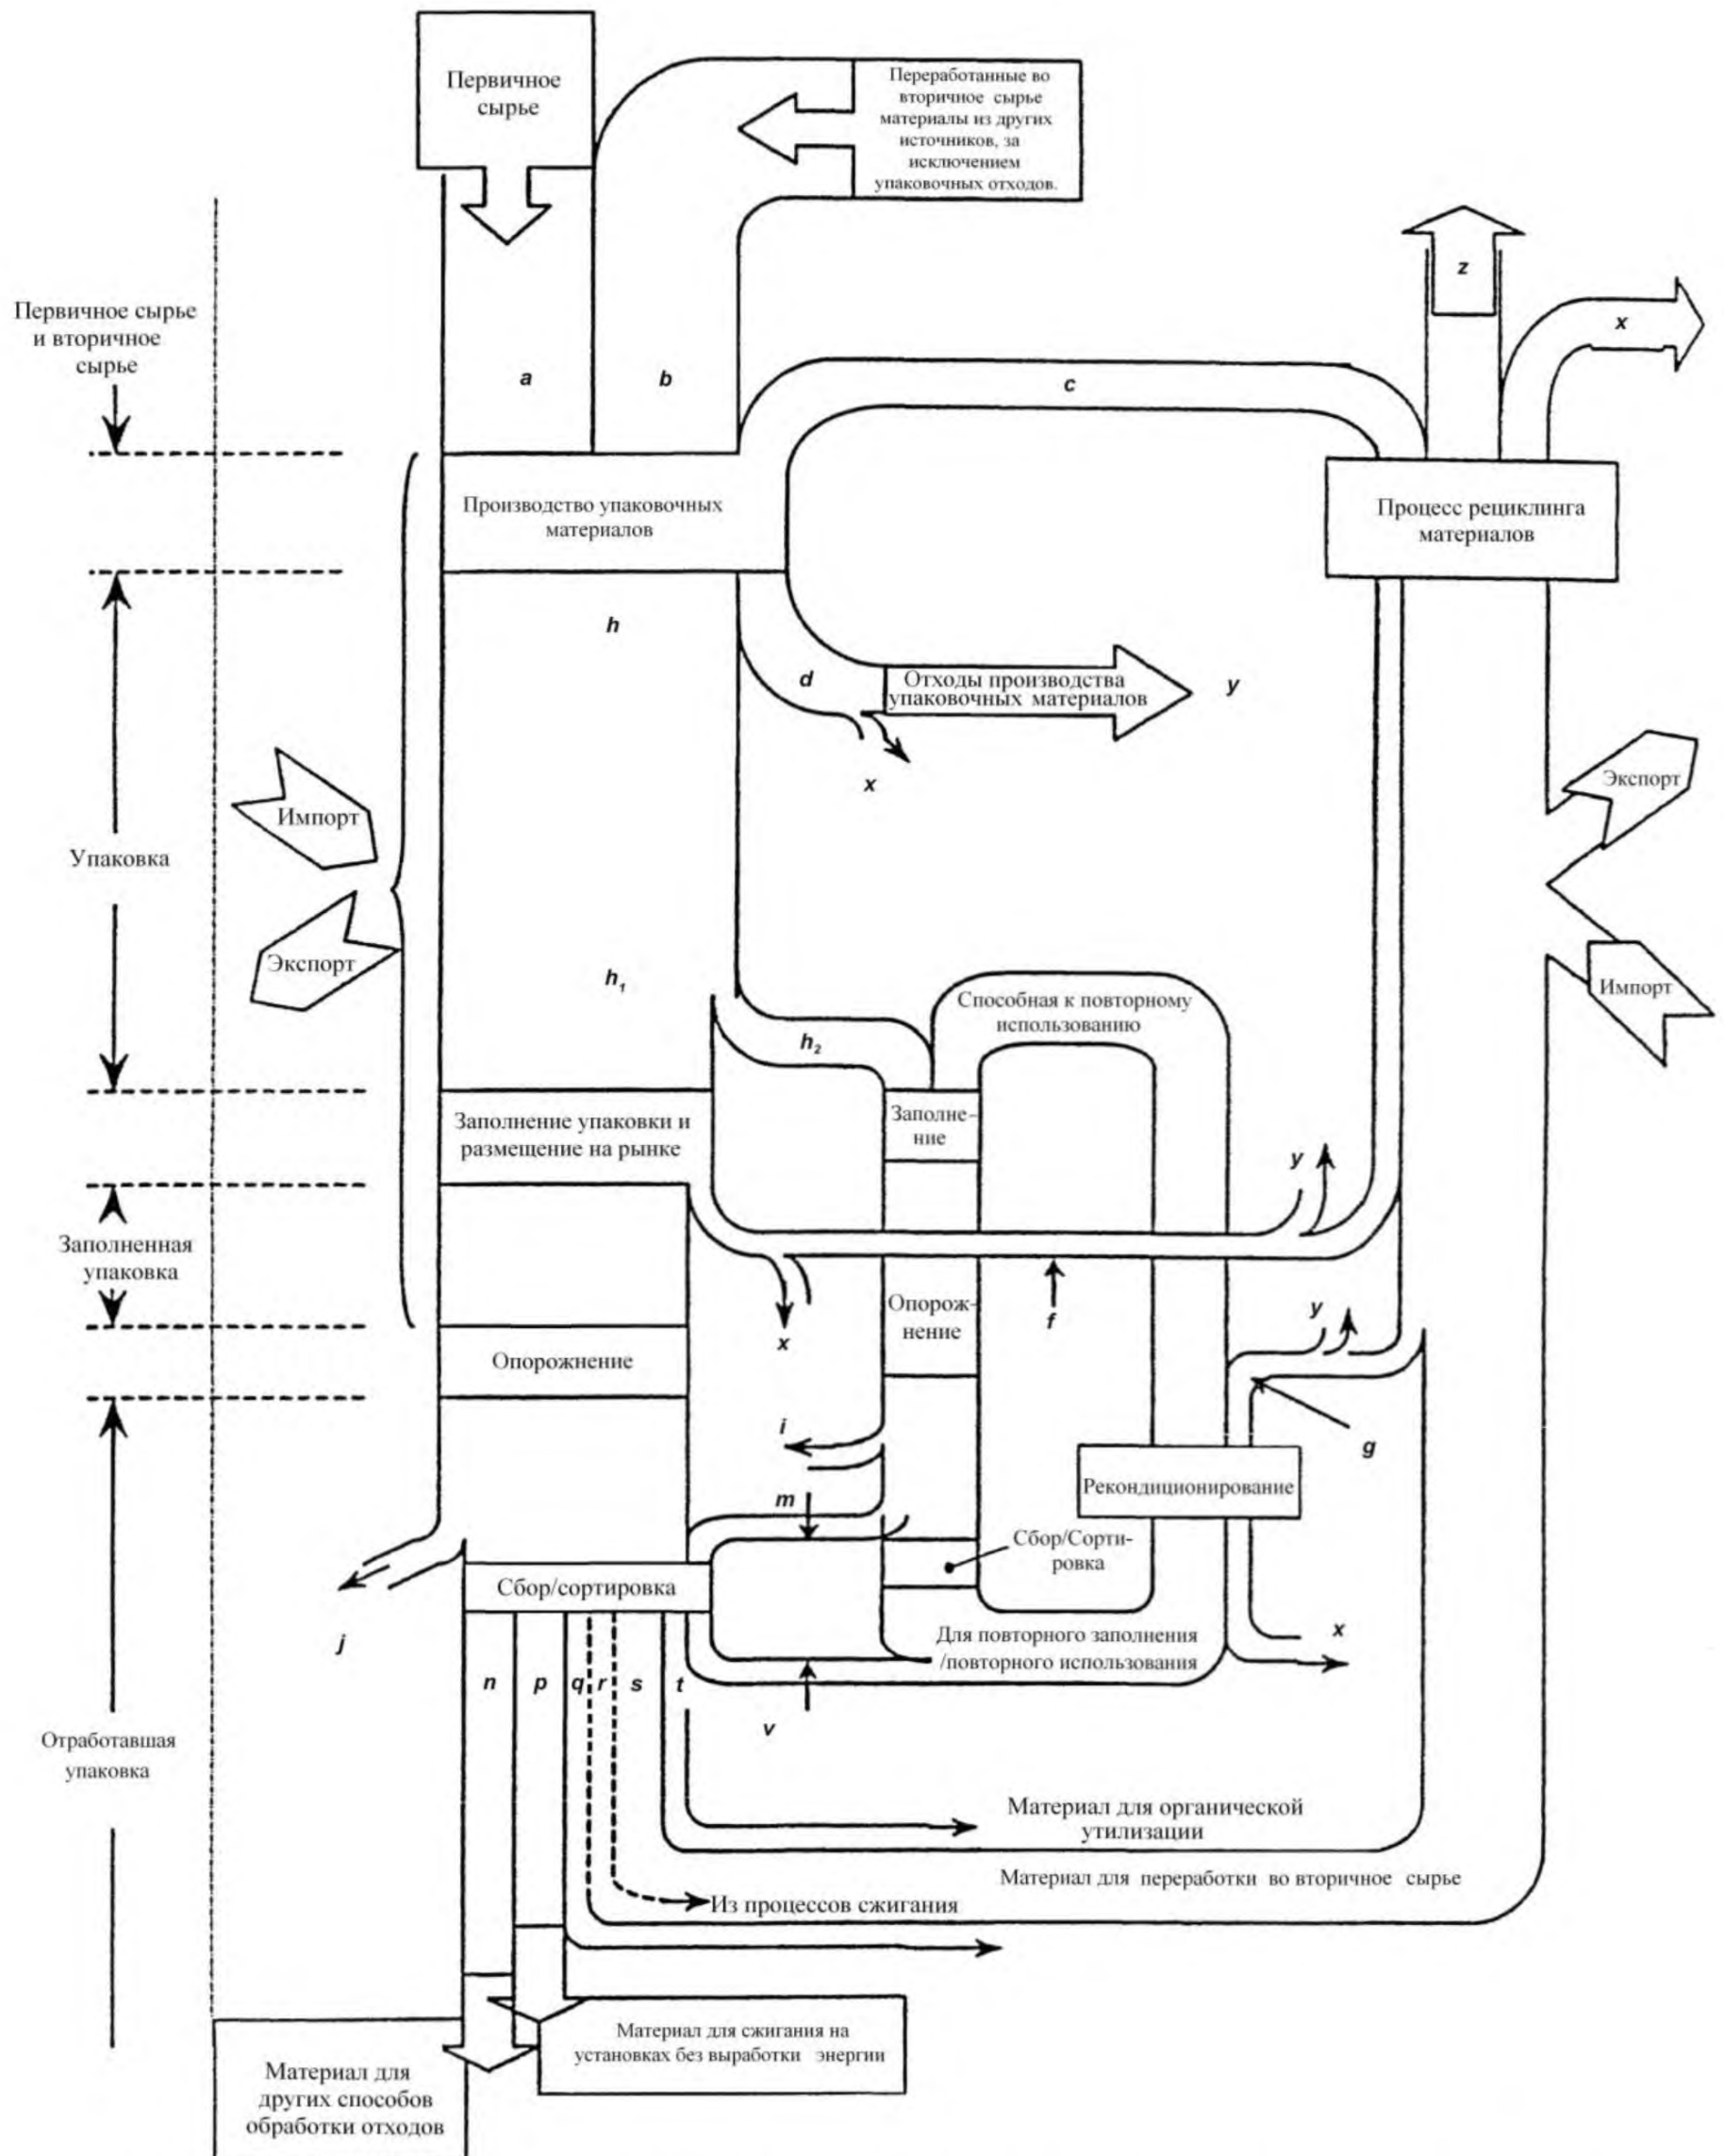 Первичное
сырье
Переработанные во
вторичное сырье
материалы из других
источников, за
исключением
упаковочных отходов.
z
x
Первичное сырье
и вторичное
сырье
a
b
c
Производство упаковочных
материалов
Процесс рециклинга
материалов
h
d
Отходы производства
упаковочных материалов
y
x
Импорт
Экспорт
Упаковка
Экспорт
Импорт
h₁
h₂
Способная к повторному
использованию
Заполнение упаковки и
размещение на рынке
Заполне-
ние
y
Заполненная
упаковка
x
Опорож-
нение
f
y
Опорожнение
i
g
m
Рекондиционирование
Сбор/Сорти-
ровка
Сбор/сортировка
j
Для повторного заполнения
/повторного использования
x
n
p
q
r
s
t
v
Отработавшая
упаковка
Материал для органической
утилизации
Материал для переработки во вторичное сырье
Из процессов сжигания
Материал для сжигания на
установках без выработки энергии
Материал для
других способов
обработки отходов